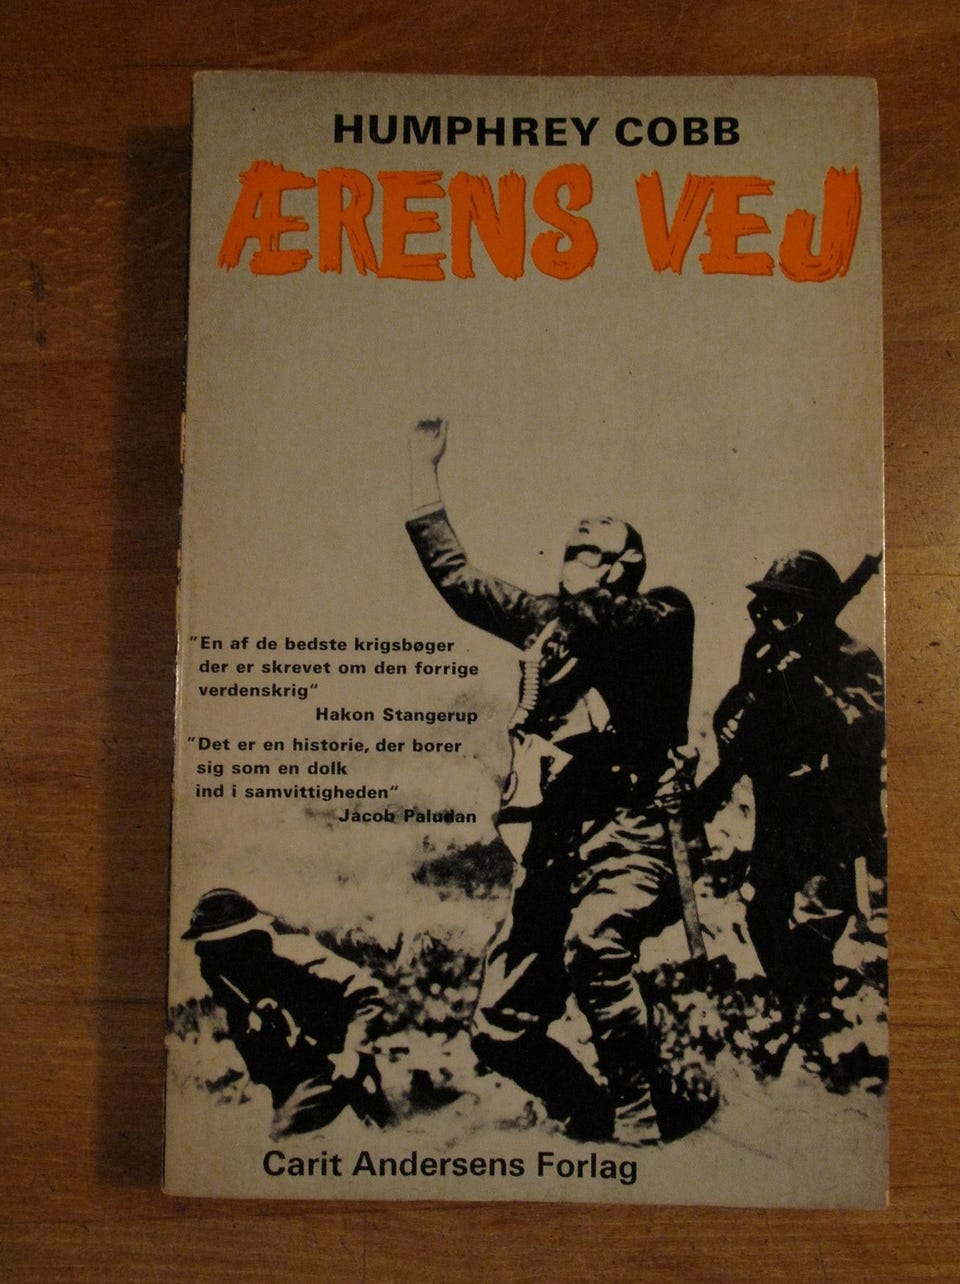 HUMPHREY COBB
ÆRENS VEJ
"En af de bedste krigsbøger
der er skrevet om den forrige
verdenskrig"
Hakon Stangerup
"Det er en historie, der borer
sig som en dolk
ind i samvittigheden"
Jacob Paludan
Carit Andersens Forlag